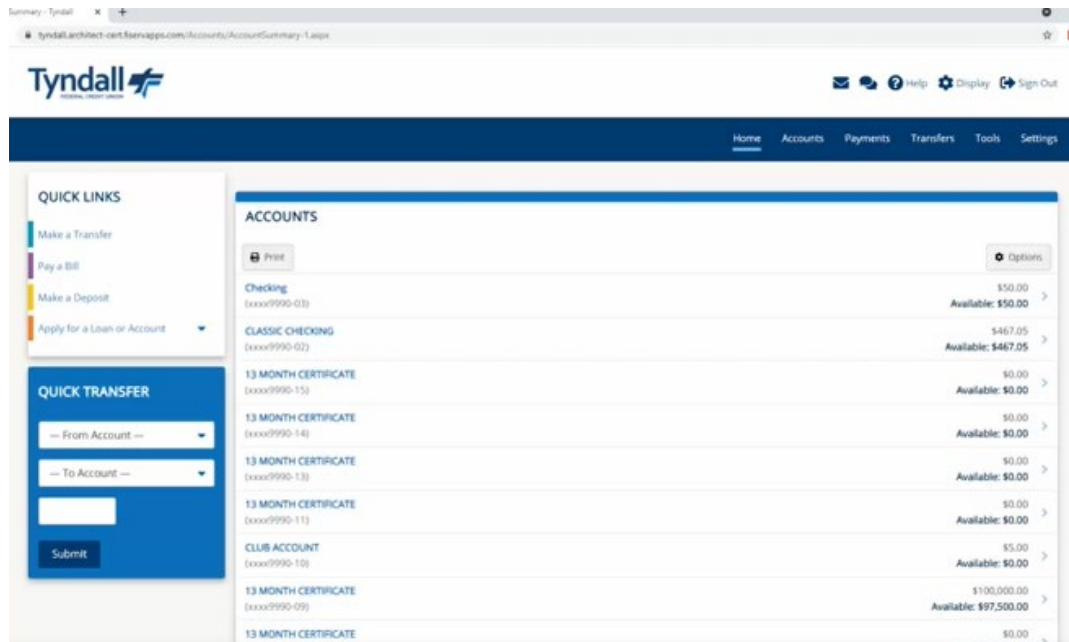 Summary - Tyndall
tyndall.architect-cert.fiservapps.com/Accounts/AccountSummary-1.aspx
Tyndall
FEDERAL CREDIT UNION
Help Display Sign Out
Home Accounts Payments Transfers Tools Settings
QUICK LINKS
Make a Transfer
Pay a Bill
Make a Deposit
Apply for a Loan or Account
QUICK TRANSFER
— From Account —
— To Account —
Submit
ACCOUNTS
Print Options
Checking $50.00
(xxxx9990-03) Available: $50.00
CLASSIC CHECKING $467.05
(xxxx9990-02) Available: $467.05
13 MONTH CERTIFICATE $0.00
(xxxx9990-15) Available: $0.00
13 MONTH CERTIFICATE $0.00
(xxxx9990-14) Available: $0.00
13 MONTH CERTIFICATE $0.00
(xxxx9990-13) Available: $0.00
13 MONTH CERTIFICATE $0.00
(xxxx9990-11) Available: $0.00
CLUB ACCOUNT $5.00
(xxxx9990-10) Available: $0.00
13 MONTH CERTIFICATE $100,000.00
(xxxx9990-09) Available: $97,500.00
13 MONTH CERTIFICATE $0.00